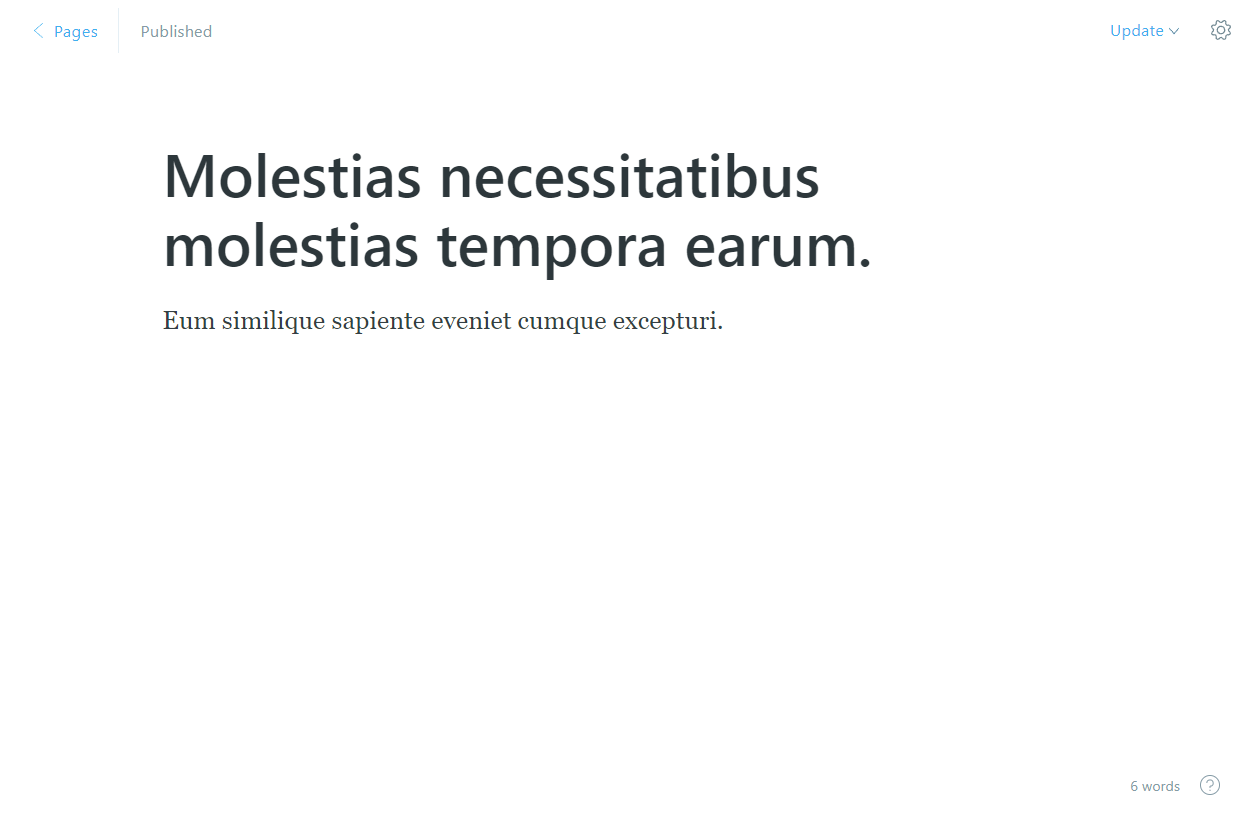 Pages
Published
Update
Molestias necessitatibus
molestias tempora earum.
Eum similique sapiente eveniet cumque excepturi.
6 words
?